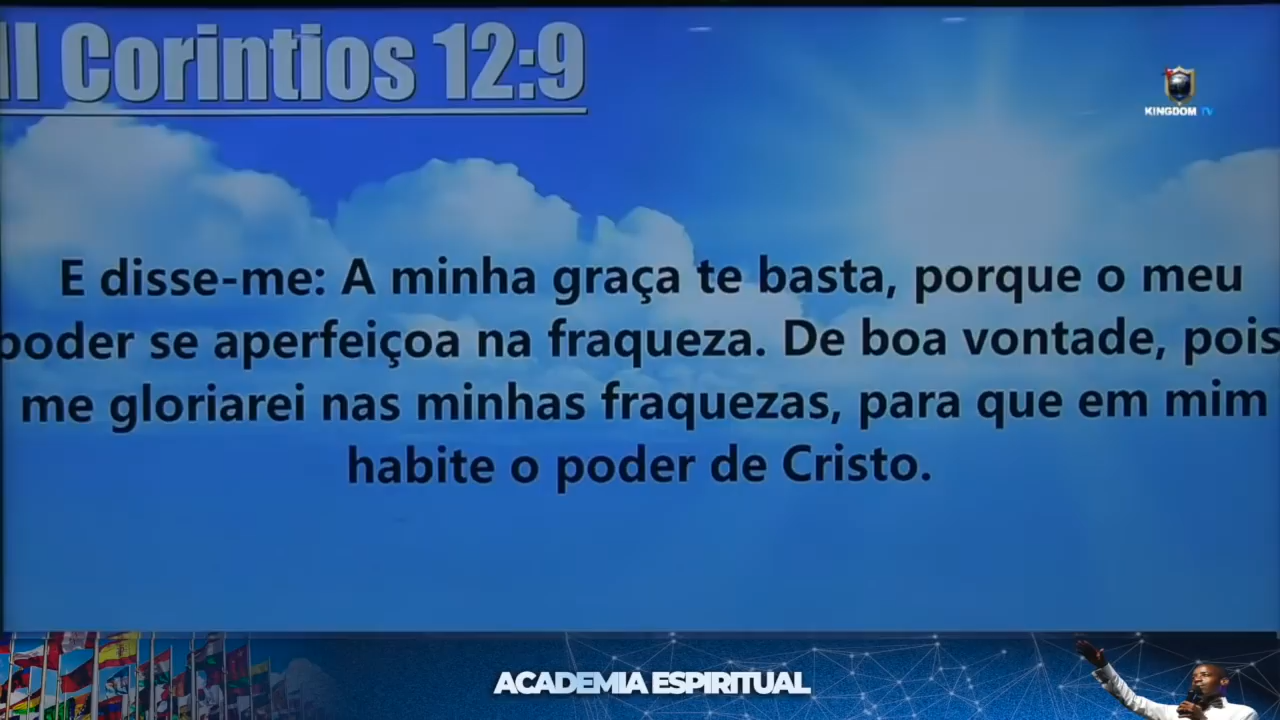 II Corintios 12:9
KINGDOM TV
E disse-me: A minha graça te basta, porque o meu
poder se aperfeiçoa na fraqueza. De boa vontade, pois
me gloriarei nas minhas fraquezas, para que em mim
habite o poder de Cristo.
ACADEMIA ESPIRITUAL